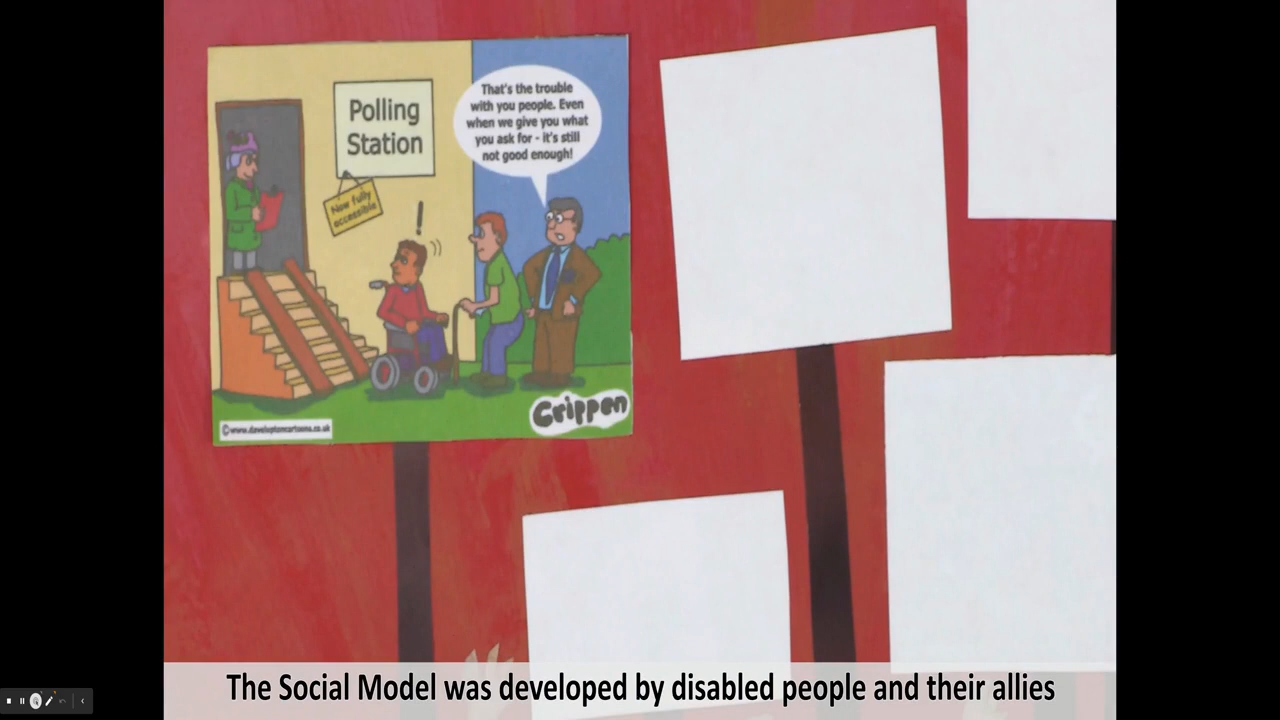 Polling
Station
Now fully
accessible
That's the trouble
with you people. Even
when we give you what
you ask for - it's still
not good enough!
Crippen
©www.daveluptoncartoons.co.uk
The Social Model was developed by disabled people and their allies